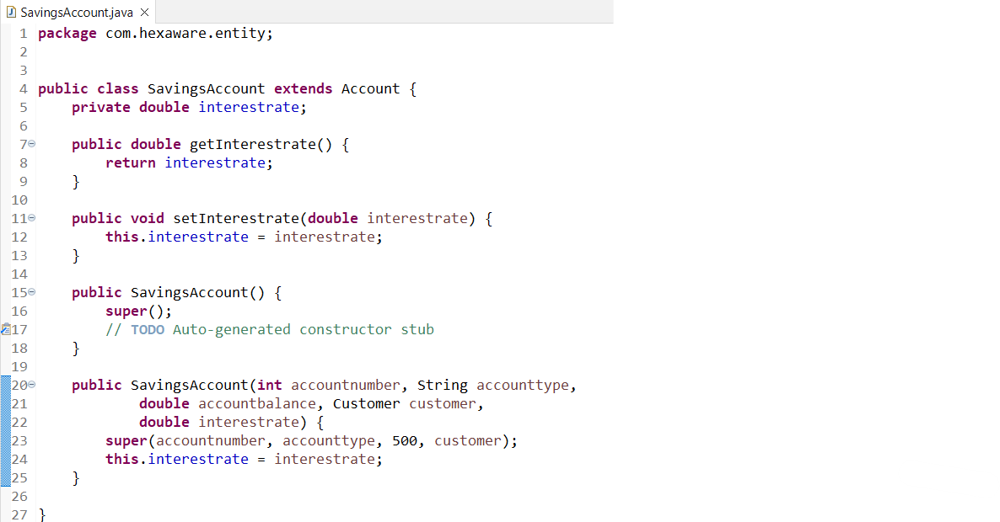 SavingsAccount.java
1 package com.hexaware.entity;
2
3
4 public class SavingsAccount extends Account {
5     private double interestrate;
6
7     public double getInterestrate() {
8         return interestrate;
9     }
10
11     public void setInterestrate(double interestrate) {
12         this.interestrate = interestrate;
13     }
14
15     public SavingsAccount() {
16         super();
17         // TODO Auto-generated constructor stub
18     }
19
20     public SavingsAccount(int accountnumber, String accounttype,
21             double accountbalance, Customer customer,
22             double interestrate) {
23         super(accountnumber, accounttype, 500, customer);
24         this.interestrate = interestrate;
25     }
26
27 }